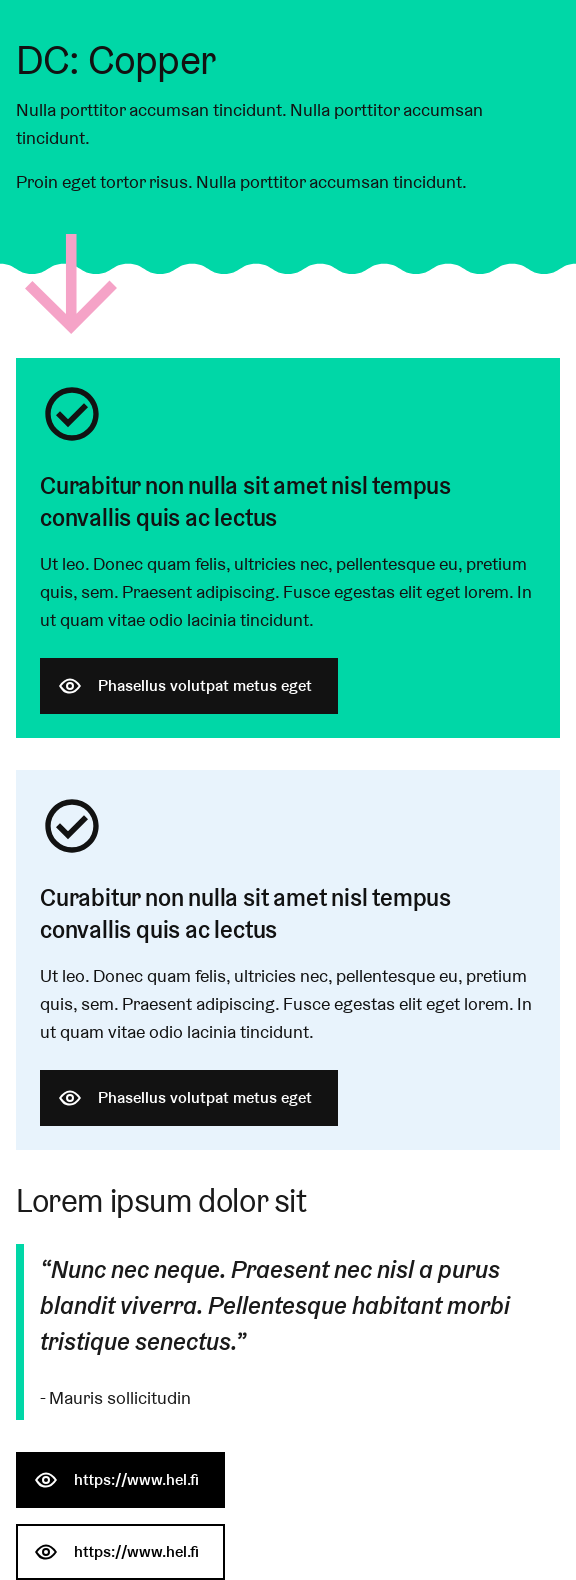 DC: Copper
Nulla porttitor accumsan tincidunt. Nulla porttitor accumsan
tincidunt.
Proin eget tortor risus. Nulla porttitor accumsan tincidunt.
Curabitur non nulla sit amet nisl tempus
convallis quis ac lectus
Ut leo. Donec quam felis, ultricies nec, pellentesque eu, pretium
quis, sem. Praesent adipiscing. Fusce egestas elit eget lorem. In
ut quam vitae odio lacinia tincidunt.
Phasellus volutpat metus eget
Curabitur non nulla sit amet nisl tempus
convallis quis ac lectus
Ut leo. Donec quam felis, ultricies nec, pellentesque eu, pretium
quis, sem. Praesent adipiscing. Fusce egestas elit eget lorem. In
ut quam vitae odio lacinia tincidunt.
Phasellus volutpat metus eget
Lorem ipsum dolor sit
“Nunc nec neque. Praesent nec nisl a purus
blandit viverra. Pellentesque habitant morbi
tristique senectus.”
- Mauris sollicitudin
https://www.hel.fi
https://www.hel.fi